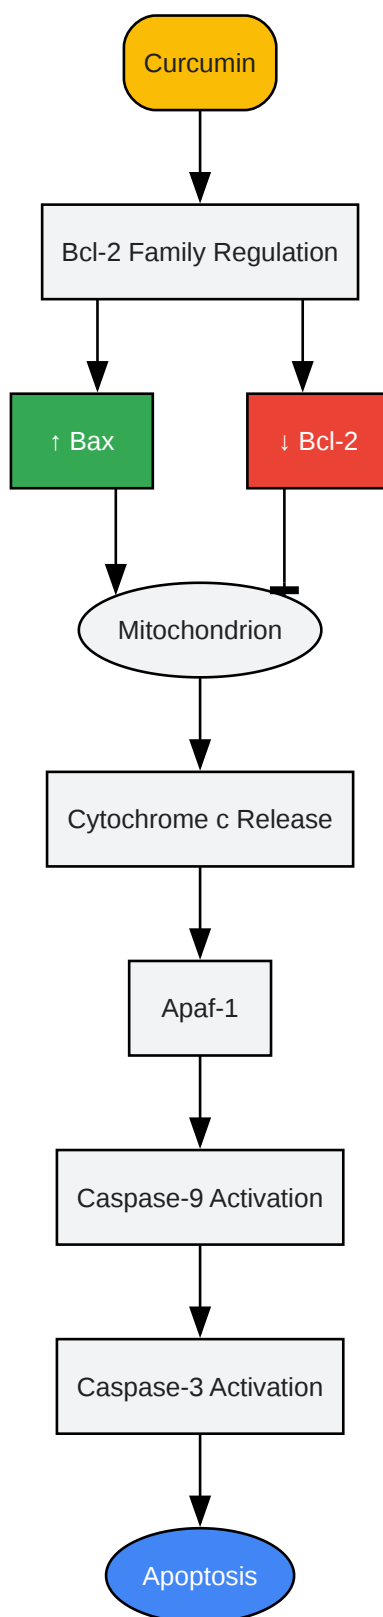 Curcumin
Bcl-2 Family Regulation
↑ Bax
↓ Bcl-2
Mitochondrion
Cytochrome c Release
Apaf-1
Caspase-9 Activation
Caspase-3 Activation
Apoptosis